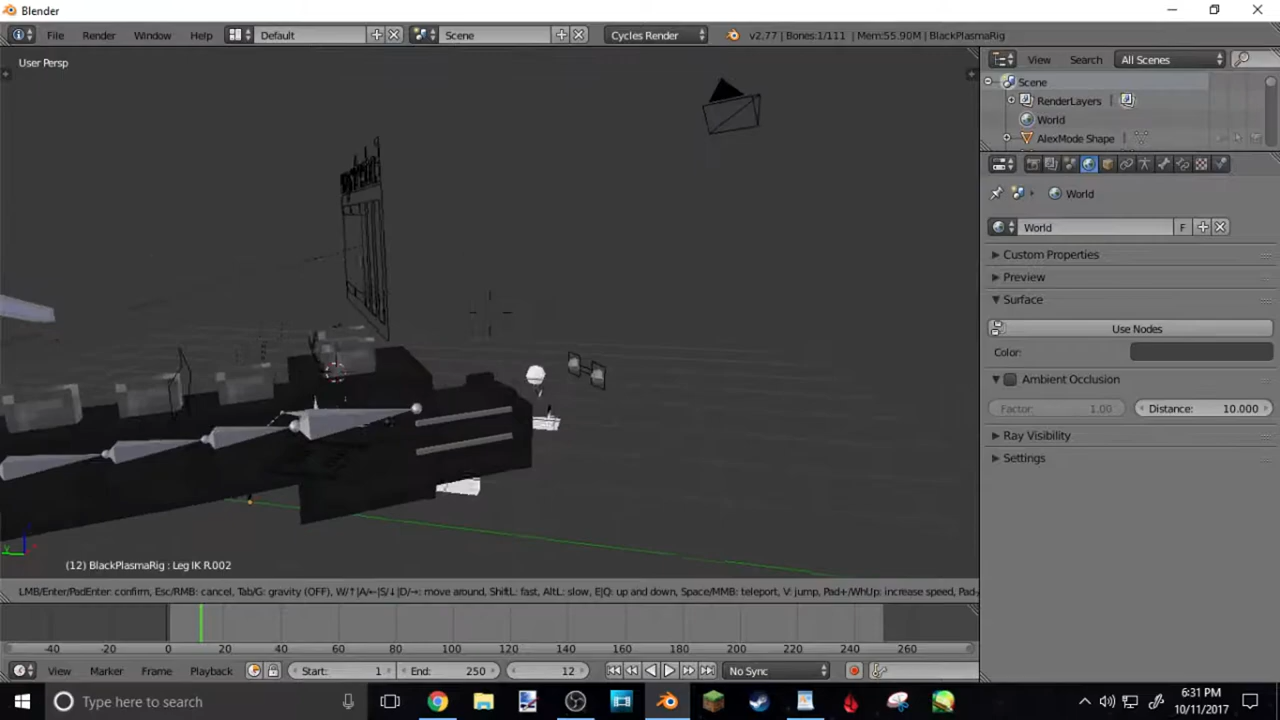 Blender
File Render Window Help Default Scene Cycles Render v2.77 | Bones:1/111 | Mem:55.90M | BlackPlasmaRig
User Persp
View Search All Scenes
Scene
RenderLayers
World
AlexMode Shape
World
World F
Custom Properties
Preview
Surface
Use Nodes
Color:
Ambient Occlusion
Factor: 1.00 Distance: 10.000
Ray Visibility
Settings
(12) BlackPlasmaRig : Leg IK R.002
LMB/Enter/PadEnter: confirm, Esc/RMB: cancel, Tab/G: gravity (OFF), W/↑|A/←|S/↓|D/→: move around, ShiftL: fast, AltL: slow, E|Q: up and down, Space/MMB: teleport, V: jump, Pad+/WhUp: increase speed, Pad-
-40 -20 0 20 40 60 80 100 120 140 160 180 200 220 240 260
View Marker Frame Playback Start: 1 End: 250 12 No Sync
Type here to search
6:31 PM
10/11/2017